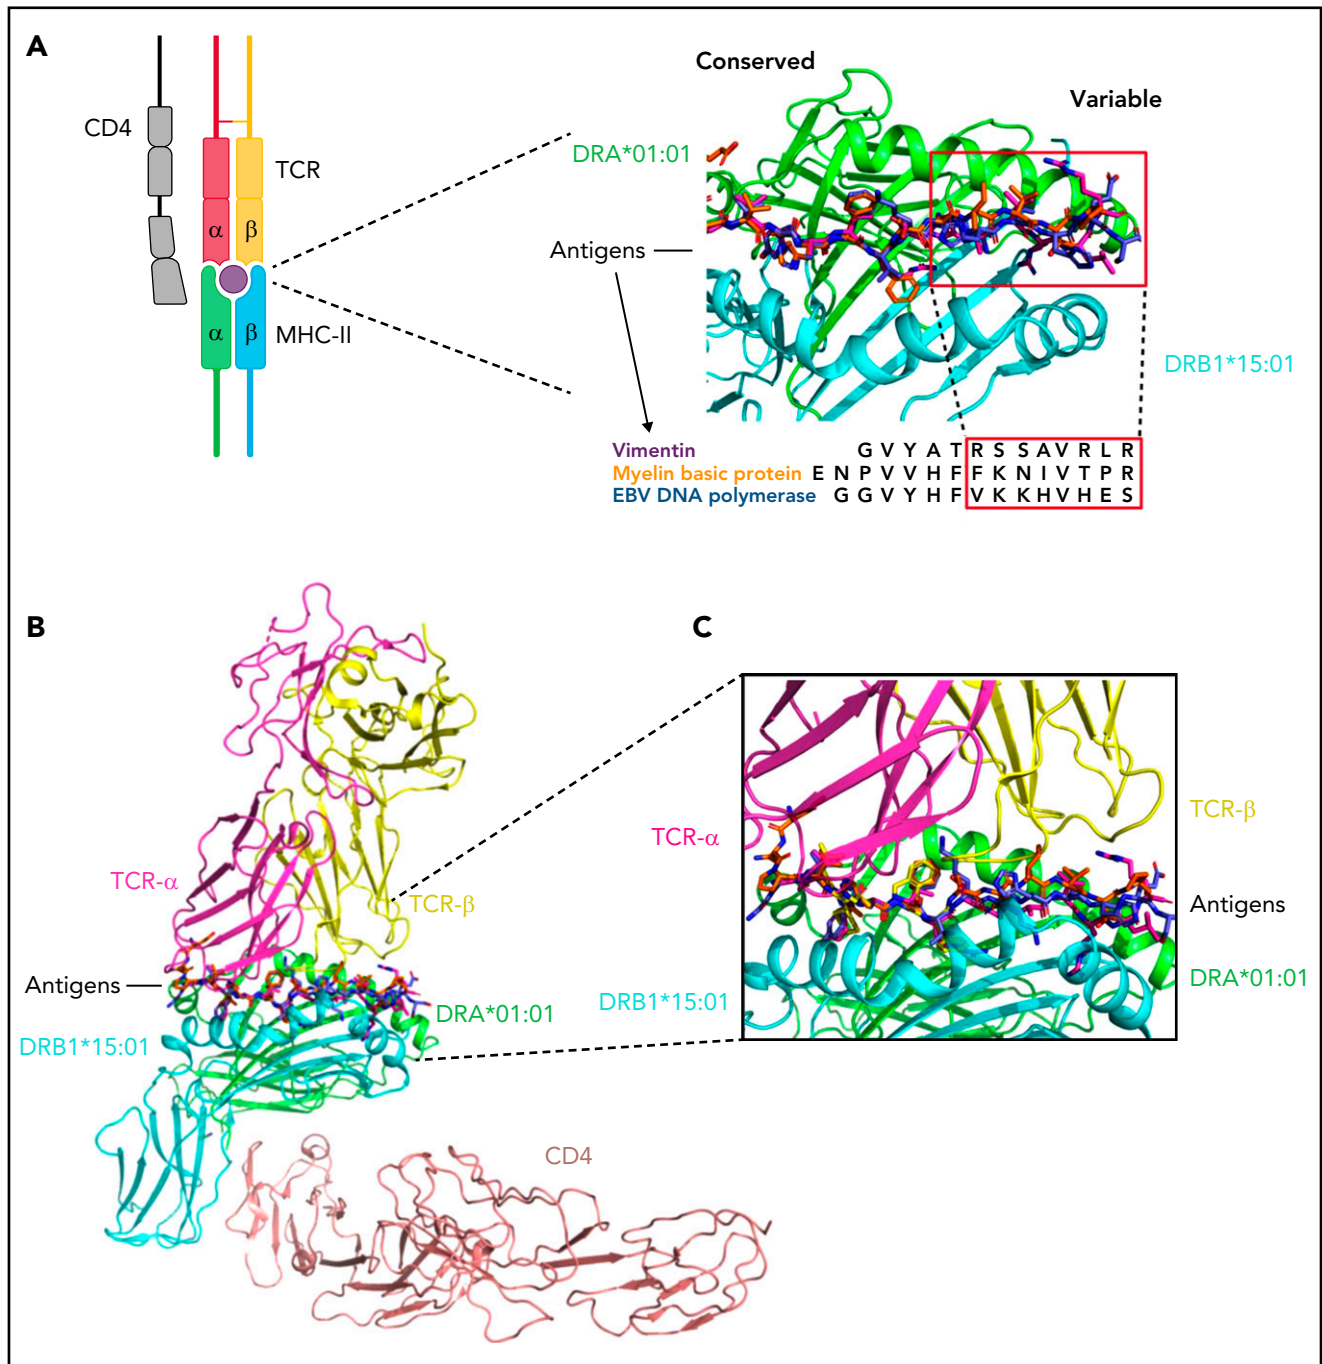 A
CD4
TCR
α
β
α
β
MHC-II
Conserved
Variable
DRA*01:01
Antigens
DRB1*15:01
Vimentin G V Y A T R S S A V R L R
Myelin basic protein E N P V V H F F K N I V T P R
EBV DNA polymerase G G V Y H F V K K H V H E S
B
TCR-α
TCR-β
Antigens
DRA*01:01
DRB1*15:01
CD4
C
TCR-α
TCR-β
Antigens
DRB1*15:01
DRA*01:01